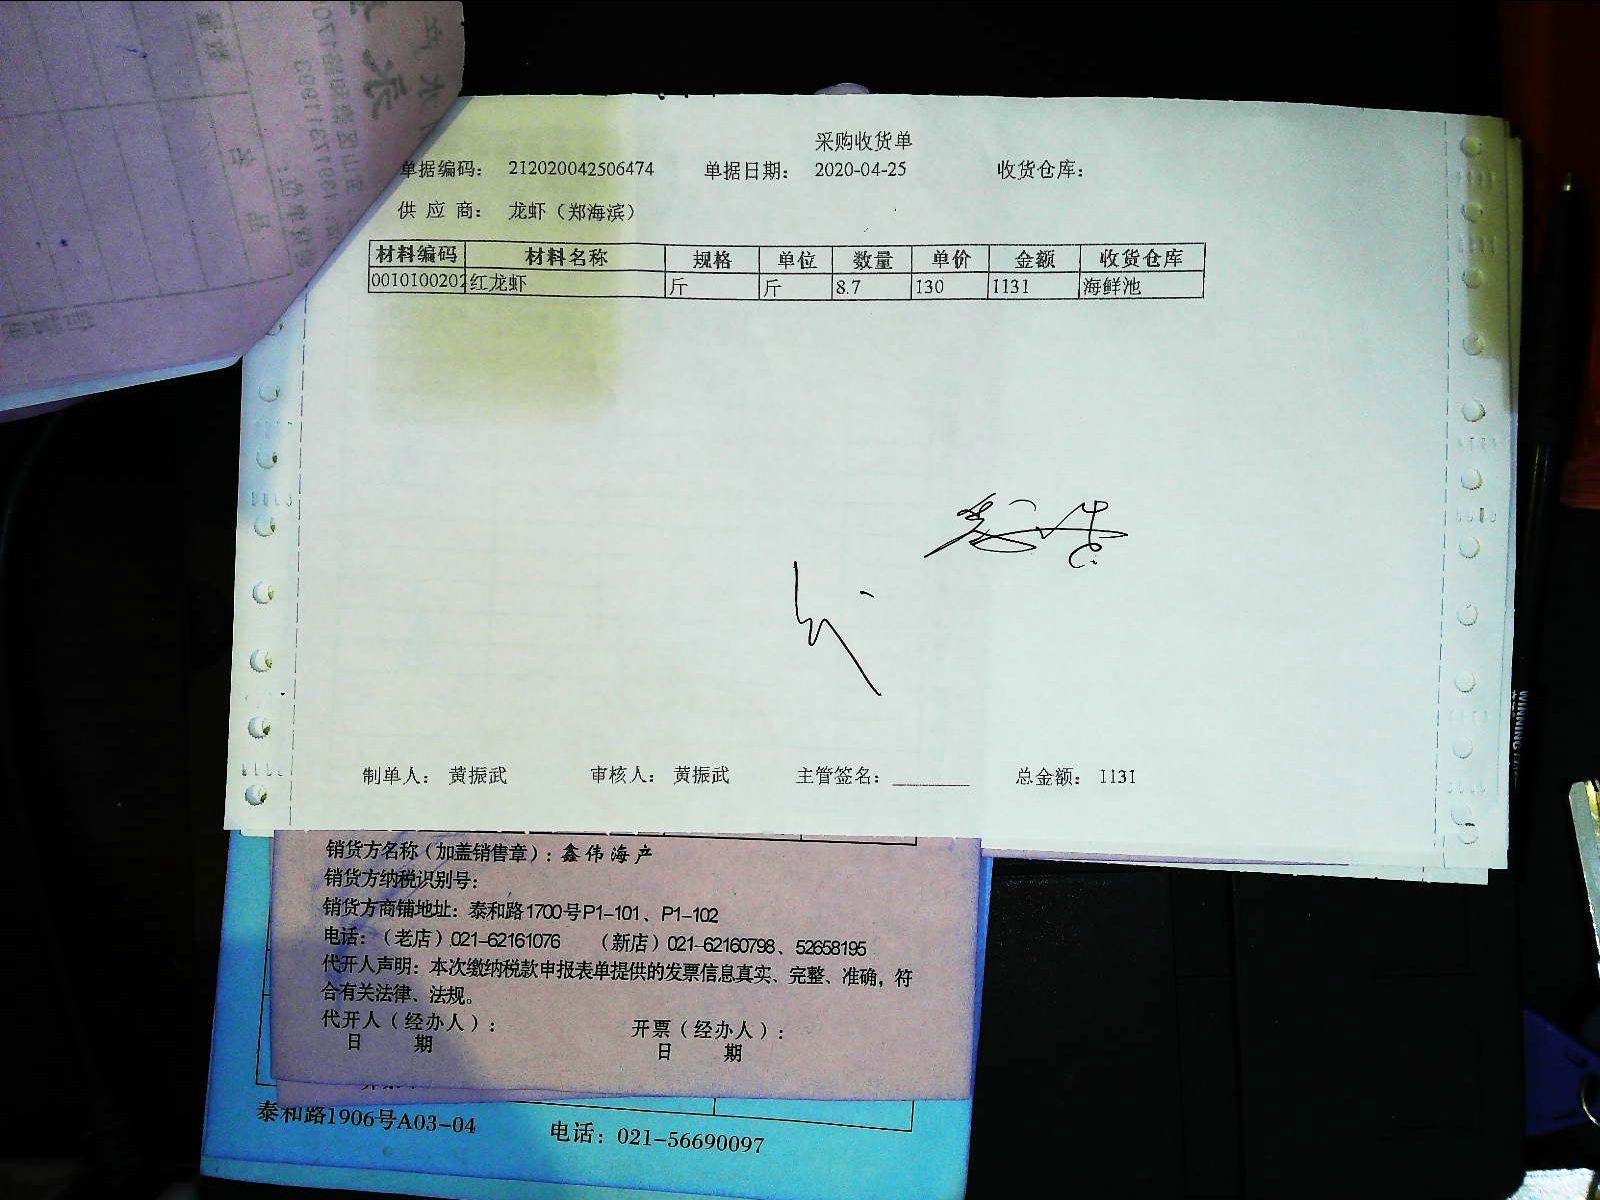 采购收货单
单据编码： 212020042506474 单据日期： 2020-04-25 收货仓库：
供 应 商： 龙虾（郑海滨）
材料编码 材料名称 规格 单位 数量 单价 金额 收货仓库
0010100202 红龙虾 斤 斤 8.7 130 1131 海鲜池
制单人： 黄振武 审核人： 黄振武 主管签名： 总金额： 1131
销货方名称（加盖销售章）：鑫伟海产
销货方纳税识别号：
销货方商铺地址：泰和路1700号P1-101、P1-102
电话：（老店）021-62161076 （新店）021-62160798、52658195
代开人声明：本次缴纳税款申报表单提供的发票信息真实、完整、准确，符
合有关法律、法规。
代开人（经办人）： 开票（经办人）：
日 期 日 期
泰和路1906号A03-04 电话：021-56690097